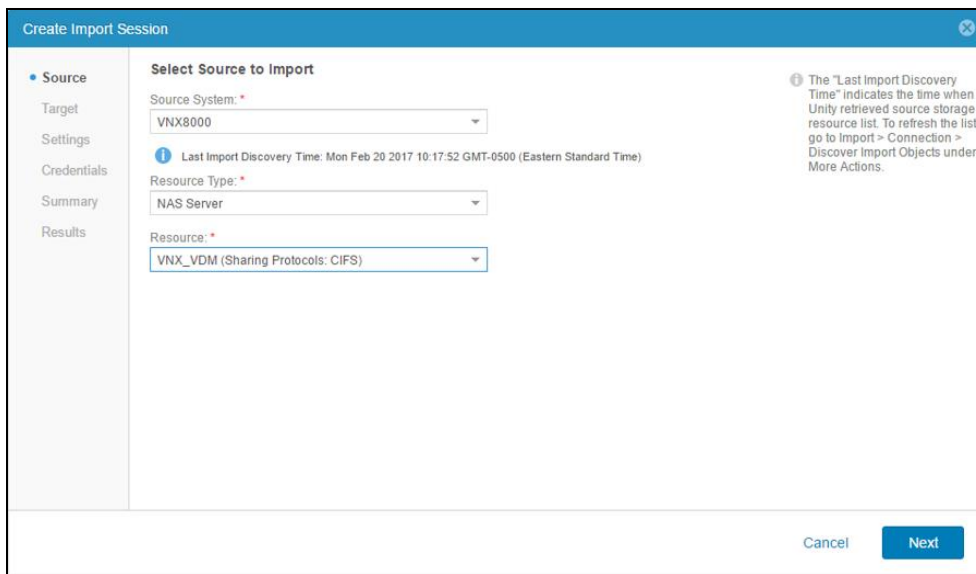 Create Import Session
Source
Target
Settings
Credentials
Summary
Results
Select Source to Import
Source System: *
VNX8000
Last Import Discovery Time: Mon Feb 20 2017 10:17:52 GMT-0500 (Eastern Standard Time)
Resource Type: *
NAS Server
Resource: *
VNX_VDM (Sharing Protocols: CIFS)
The "Last Import Discovery
Time" indicates the time when
Unity retrieved source storage
resource list. To refresh the list
go to Import > Connection >
Discover Import Objects under
More Actions.
Cancel
Next